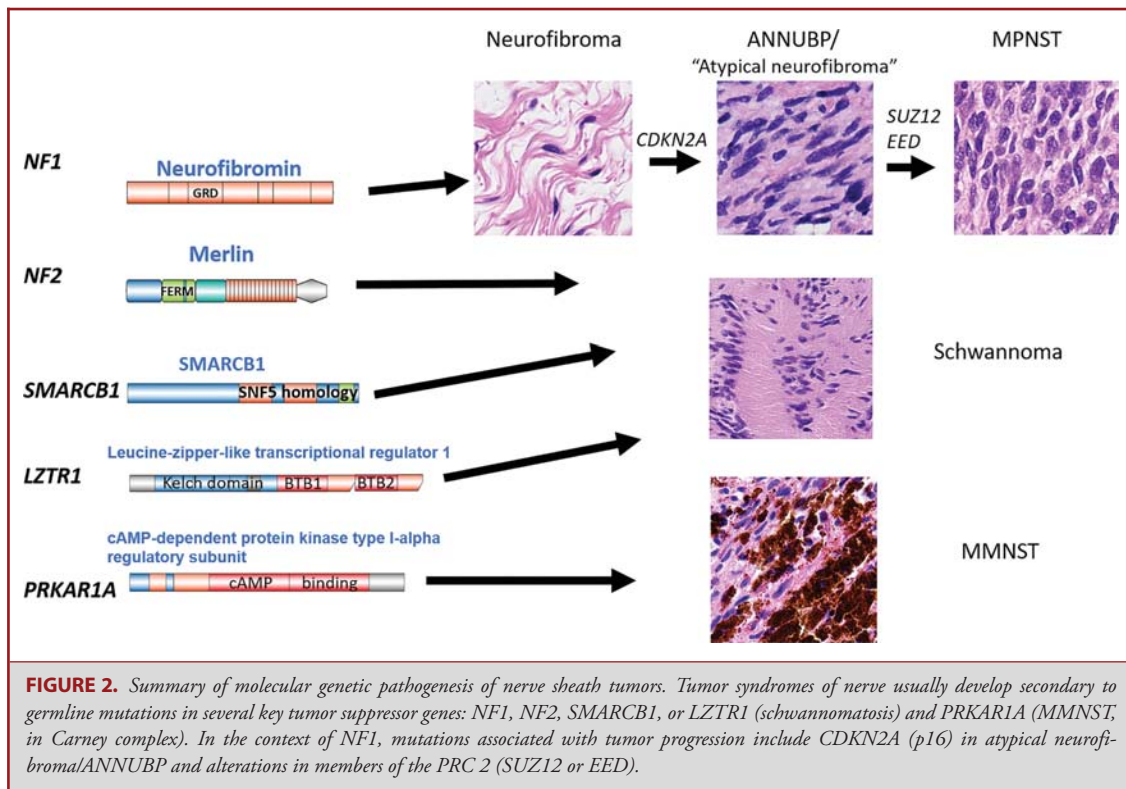 Neurofibroma
ANNUBP/
"Atypical neurofibroma"
MPNST
NF1
Neurofibromin
GRD
CDKN2A
SUZ12
EED
NF2
Merlin
FERM
SMARCB1
SMARCB1
SNF5 homology
Schwannoma
LZTR1
Leucine-zipper-like transcriptional regulator 1
Kelch domain
BTB1
BTB2
PRKAR1A
cAMP-dependent protein kinase type I-alpha
regulatory subunit
cAMP binding
MMNST
FIGURE 2. Summary of molecular genetic pathogenesis of nerve sheath tumors. Tumor syndromes of nerve usually develop secondary to
germline mutations in several key tumor suppressor genes: NF1, NF2, SMARCB1, or LZTR1 (schwannomatosis) and PRKAR1A (MMNST,
in Carney complex). In the context of NF1, mutations associated with tumor progression include CDKN2A (p16) in atypical neurofi-
broma/ANNUBP and alterations in members of the PRC 2 (SUZ12 or EED).